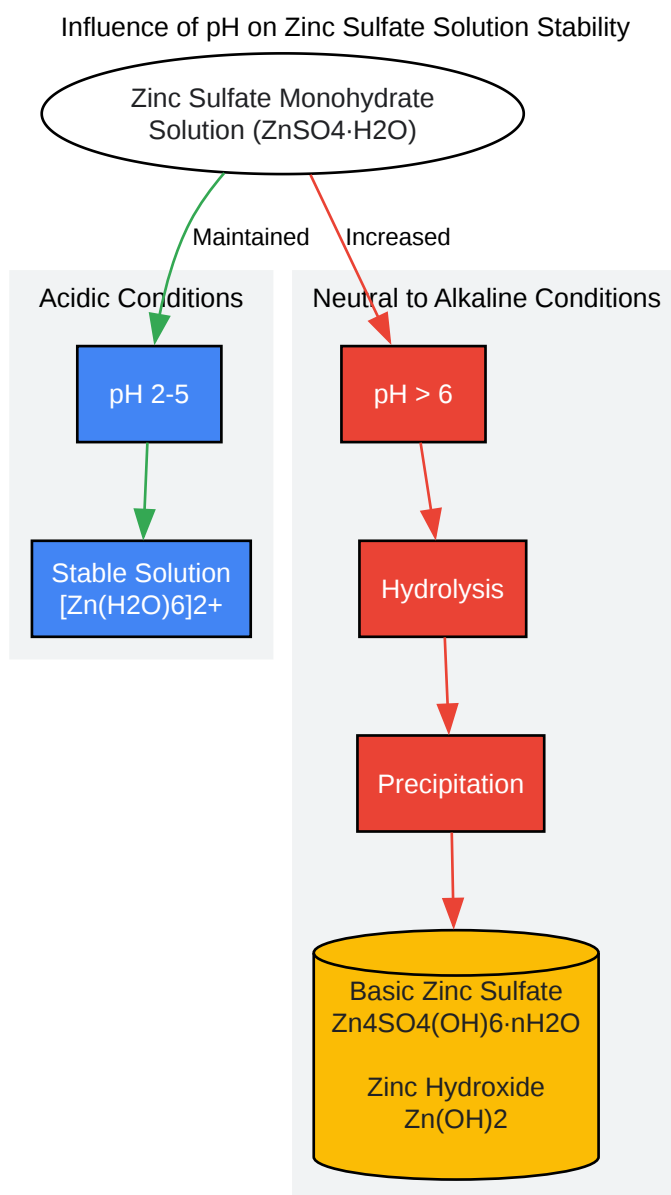 Influence of pH on Zinc Sulfate Solution Stability
Zinc Sulfate Monohydrate
Solution (ZnSO4·H2O)
Maintained
Increased
Acidic Conditions
Neutral to Alkaline Conditions
pH 2-5
pH > 6
Stable Solution
[Zn(H2O)6]2+
Hydrolysis
Precipitation
Basic Zinc Sulfate
Zn4SO4(OH)6·nH2O
Zinc Hydroxide
Zn(OH)2